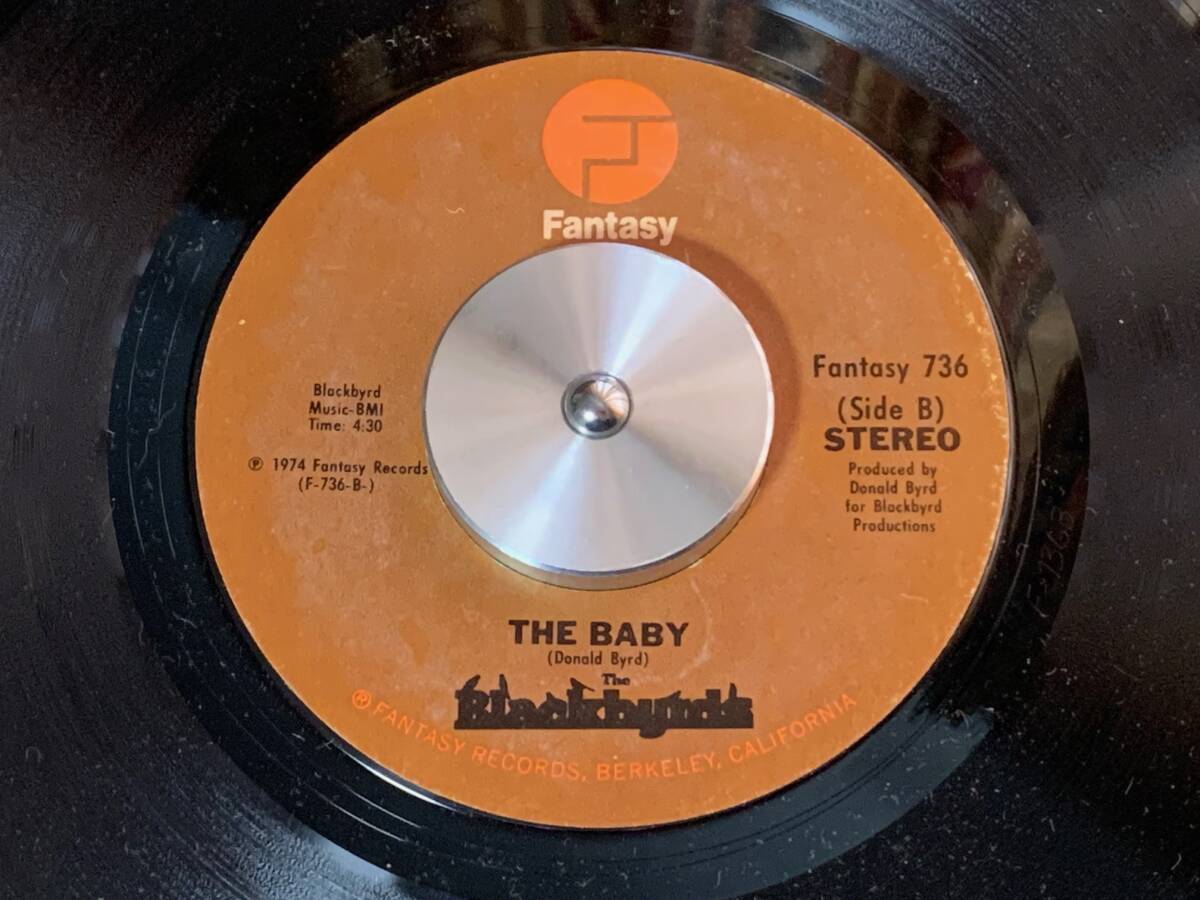 Fantasy
Blackbyrd
Music-BMI
Time: 4:30
℗ 1974 Fantasy Records
(F-736-B-)
Fantasy 736
(Side B)
STEREO
Produced by
Donald Byrd
for Blackbyrd
Productions
THE BABY
(Donald Byrd)
The
Blackbyrds
® FANTASY RECORDS, BERKELEY, CALIFORNIA